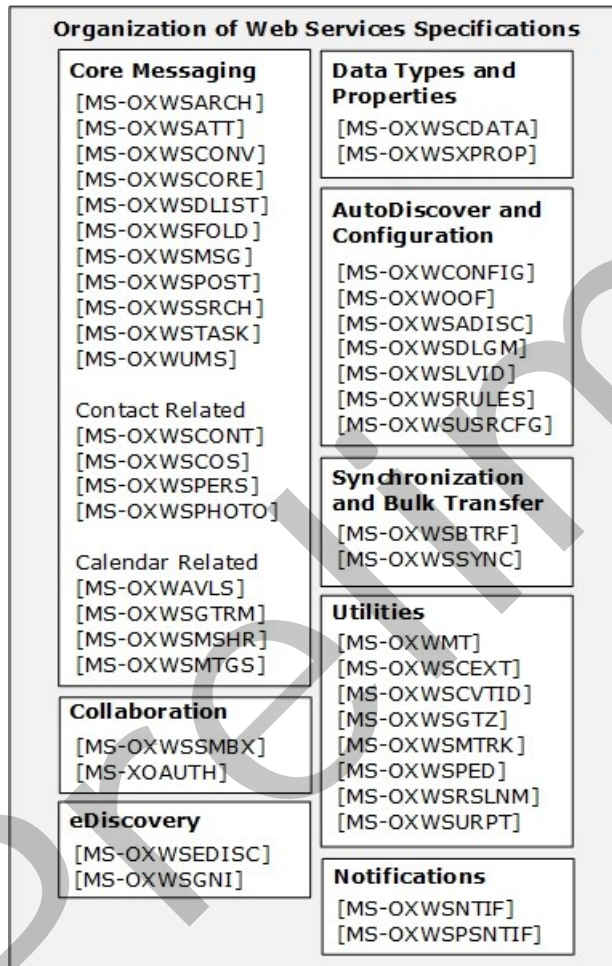 Organization of Web Services Specifications
Core Messaging
[MS-OXWSARCH]
[MS-OXWSATT]
[MS-OXWSCONV]
[MS-OXWSCORE]
[MS-OXWSDLIST]
[MS-OXWSFOLD]
[MS-OXWSMSG]
[MS-OXWSPOST]
[MS-OXWSSRCH]
[MS-OXWSTASK]
[MS-OXWUMS]
Contact Related
[MS-OXWSCONT]
[MS-OXWSCOS]
[MS-OXWSPERS]
[MS-OXWSPHOTO]
Calendar Related
[MS-OXWAVLS]
[MS-OXWSGTRM]
[MS-OXWSMSHR]
[MS-OXWSMTGS]
Collaboration
[MS-OXWSSMBX]
[MS-XOAUTH]
eDiscovery
[MS-OXWSEDISC]
[MS-OXWSGNI]
Data Types and
Properties
[MS-OXWSCDATA]
[MS-OXWSXPROP]
AutoDiscover and
Configuration
[MS-OXWCONFIG]
[MS-OXWOOF]
[MS-OXWSADISC]
[MS-OXWSDLGM]
[MS-OXWSLVID]
[MS-OXWSRULES]
[MS-OXWSUSRCFG]
Synchronization
and Bulk Transfer
[MS-OXWSBTRF]
[MS-OXWSSYNC]
Utilities
[MS-OXWMT]
[MS-OXWSCEXT]
[MS-OXWSCVTID]
[MS-OXWSGTZ]
[MS-OXWSMTRK]
[MS-OXWSPED]
[MS-OXWSRSLNM]
[MS-OXWSURPT]
Notifications
[MS-OXWSNTIF]
[MS-OXWSPSNTIF]
Prelim